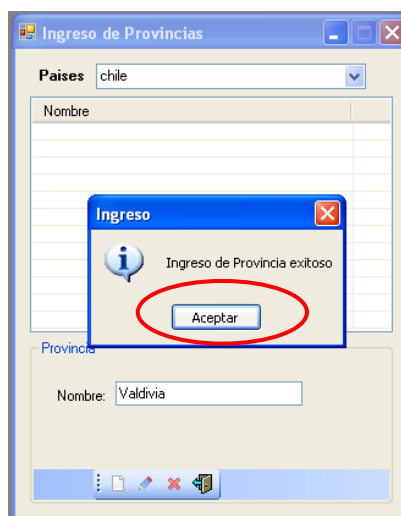 Ingreso de Provincias
Paises chile
Nombre
Ingreso
Ingreso de Provincia exitoso
Aceptar
Provincia
Nombre: Valdivia